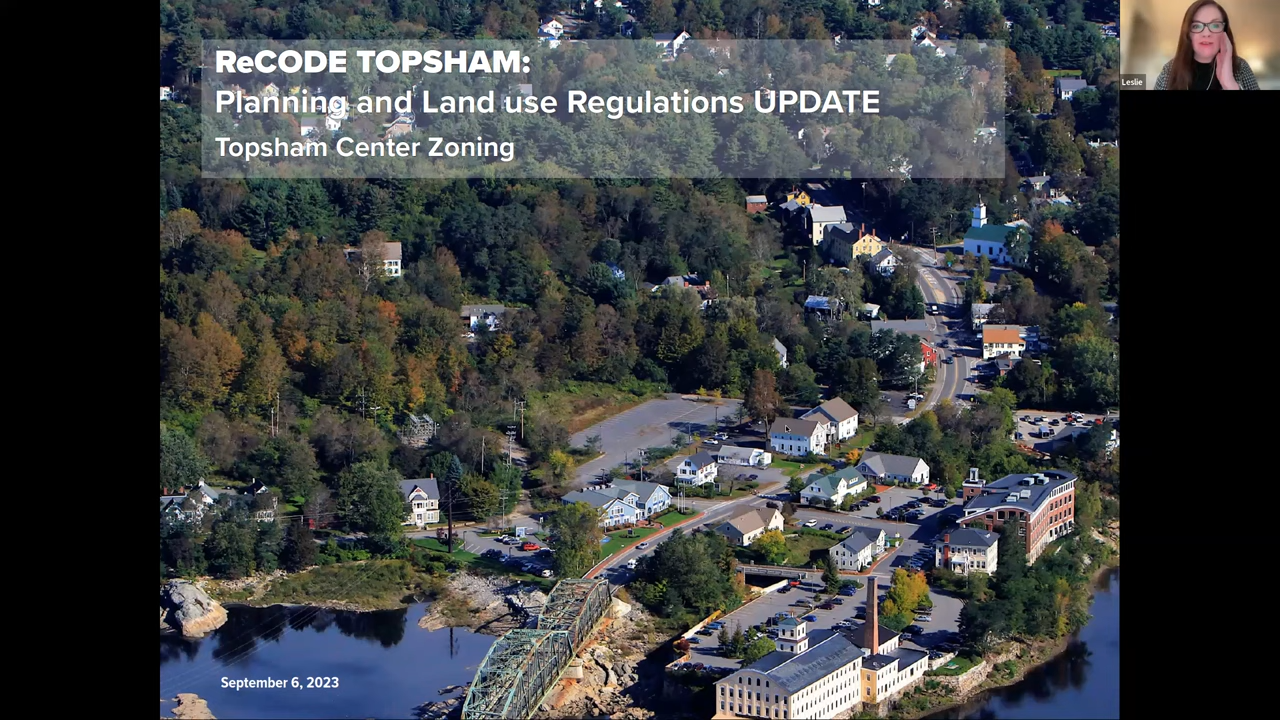 ReCODE TOPSHAM:
Planning and Land use Regulations UPDATE
Topsham Center Zoning
September 6, 2023
Leslie